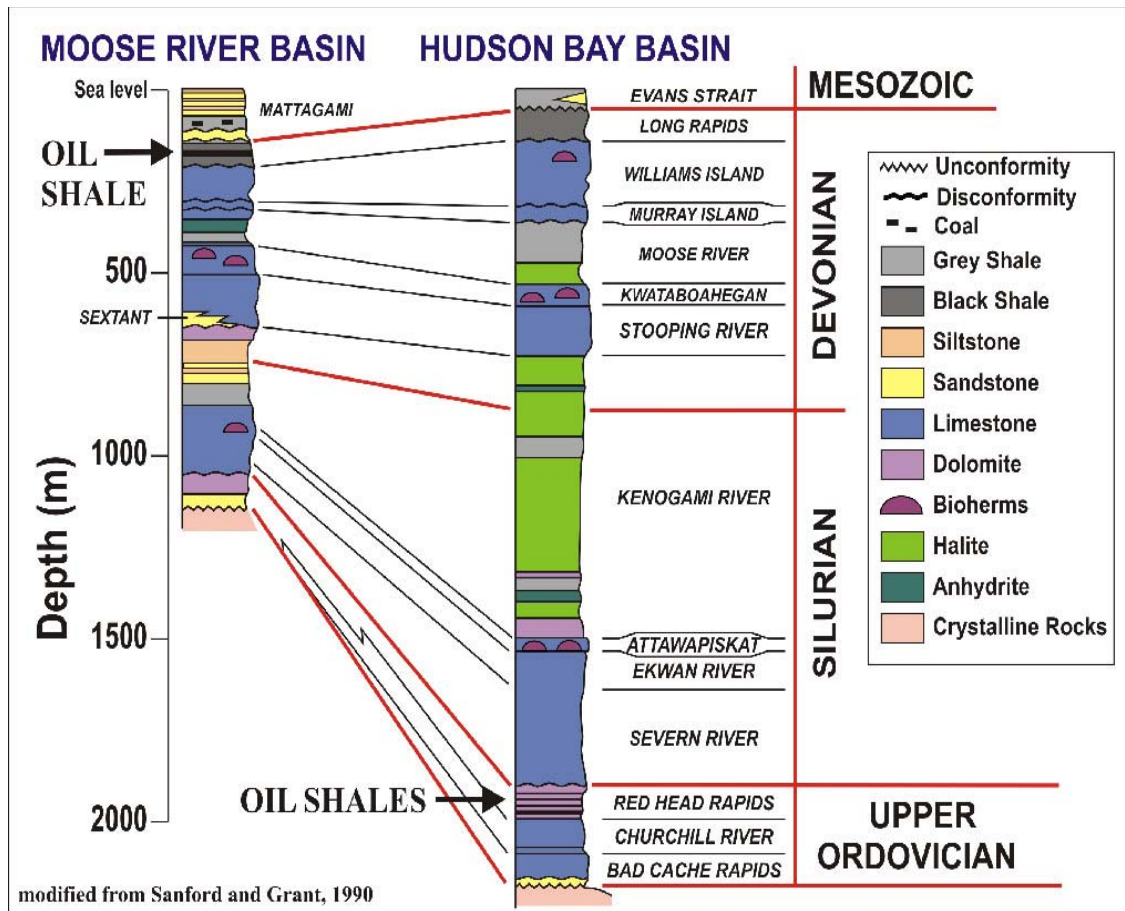 MOOSE RIVER BASIN
HUDSON BAY BASIN
Sea level
500
1000
1500
2000
Depth (m)
MATTAGAMI
OIL
SHALE
SEXTANT
OIL SHALES
EVANS STRAIT
LONG RAPIDS
WILLIAMS ISLAND
MURRAY ISLAND
MOOSE RIVER
KWATABOAHEGAN
STOOPING RIVER
KENOGAMI RIVER
ATTAWAPISKAT
EKWAN RIVER
SEVERN RIVER
RED HEAD RAPIDS
CHURCHILL RIVER
BAD CACHE RAPIDS
MESOZOIC
DEVONIAN
SILURIAN
UPPER
ORDOVICIAN
Unconformity
Disconformity
Coal
Grey Shale
Black Shale
Siltstone
Sandstone
Limestone
Dolomite
Bioherms
Halite
Anhydrite
Crystalline Rocks
modified from Sanford and Grant, 1990